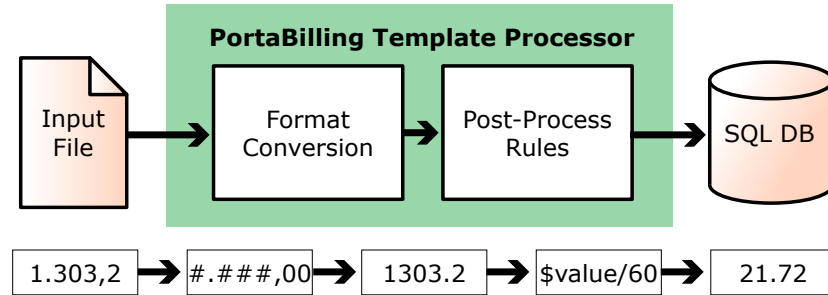 PortaBilling Template Processor
Input
File
Format
Conversion
Post-Process
Rules
SQL DB
1.303,2
#.###,00
1303.2
$value/60
21.72